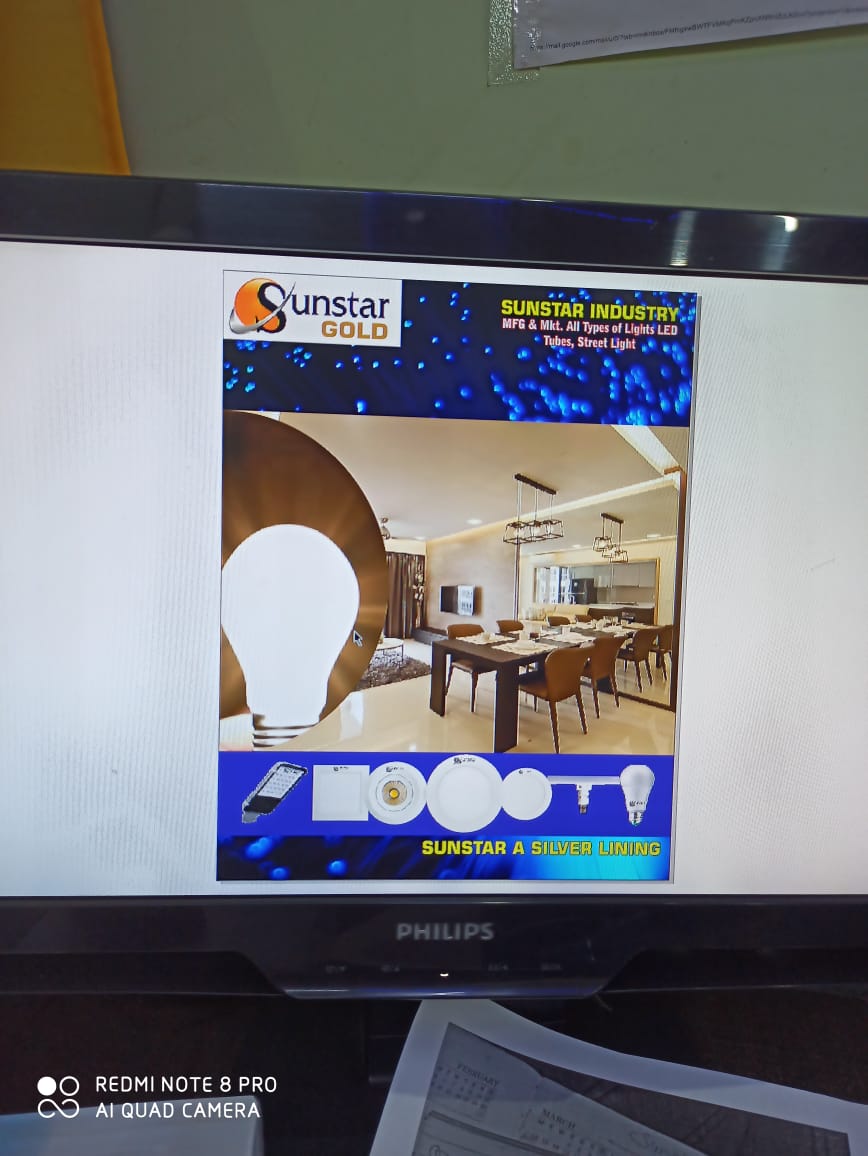 Sunstar
GOLD
SUNSTAR INDUSTRY
MFG & Mkt. All Types of Lights LED
Tubes, Street Light
SUNSTAR A SILVER LINING
PHILIPS
FEBRUARY
MARCH
REDMI NOTE 8 PRO
AI QUAD CAMERA